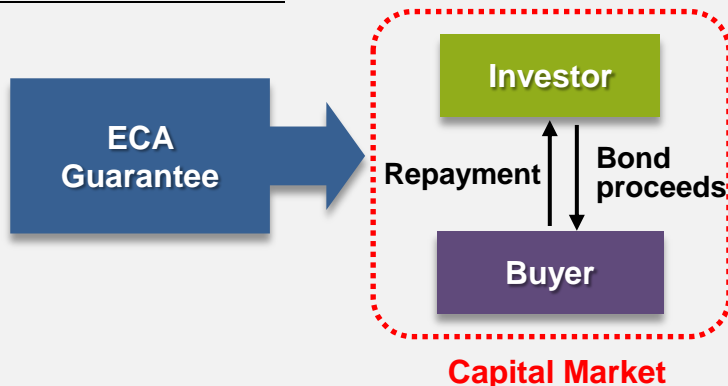 ECA
Guarantee
Investor
Repayment
Bond
proceeds
Buyer
Capital Market